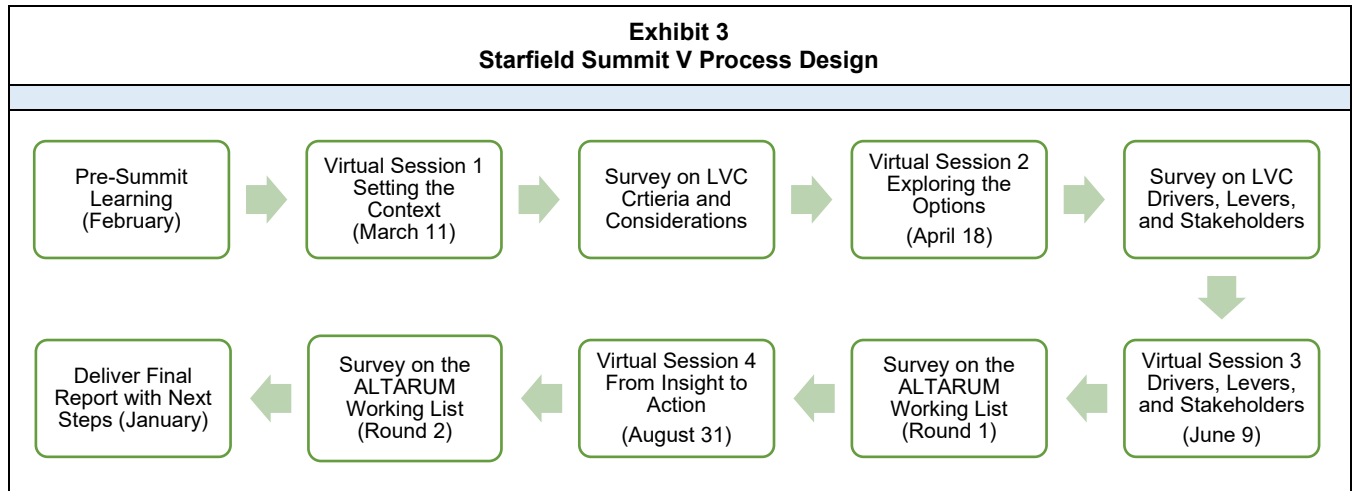 Exhibit 3
Starfield Summit V Process Design
Pre-Summit
Learning
(February)
Virtual Session 1
Setting the
Context
(March 11)
Survey on LVC
Crtieria and
Considerations
Virtual Session 2
Exploring the
Options
(April 18)
Survey on LVC
Drivers, Levers,
and Stakeholders
Virtual Session 3
Drivers, Levers,
and Stakeholders
(June 9)
Survey on the
ALTARUM
Working List
(Round 1)
Virtual Session 4
From Insight to
Action
(August 31)
Survey on the
ALTARUM
Working List
(Round 2)
Deliver Final
Report with Next
Steps (January)